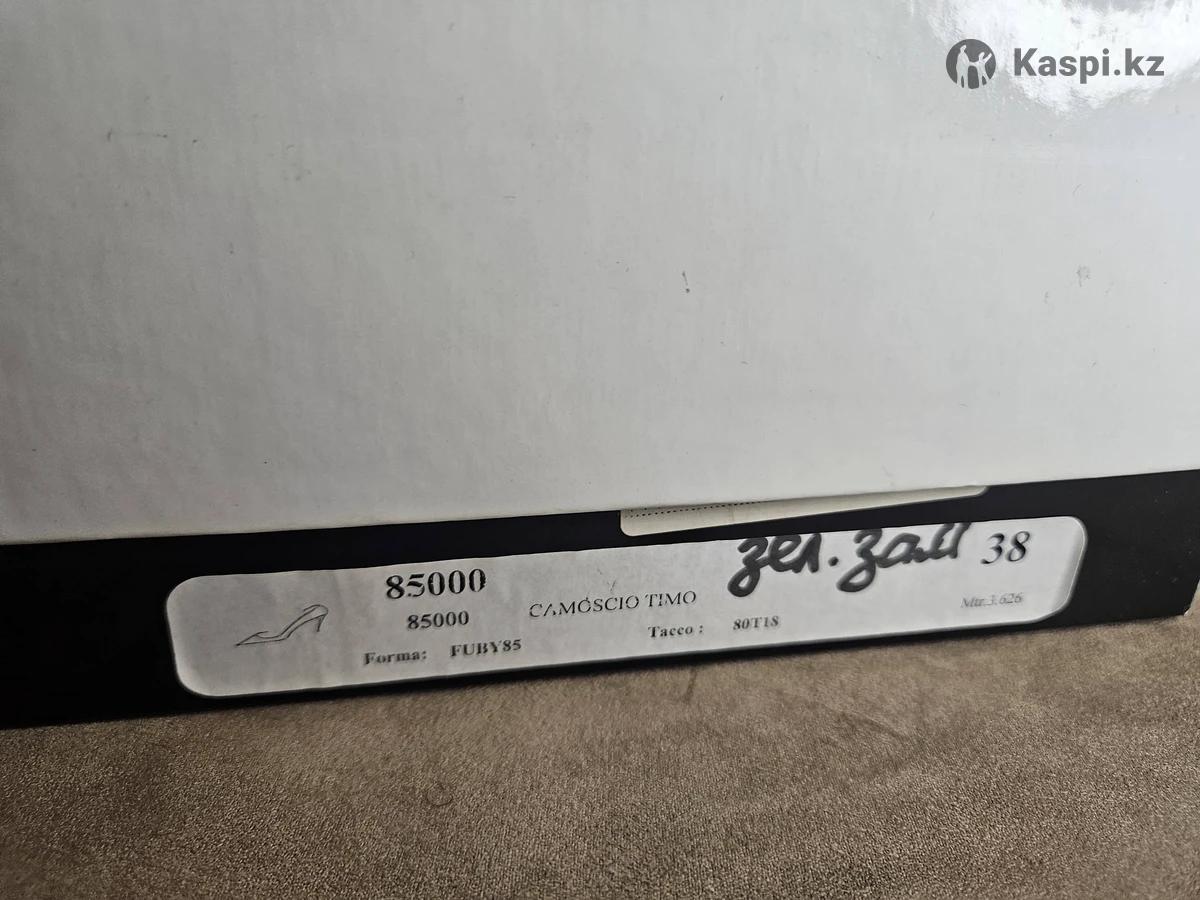 Kaspi.kz
85000
зел. зам 38
85000
CAMOSCIO TIMO
Mtr.3.626
Forma: FUBY85
Tacco : 80T18